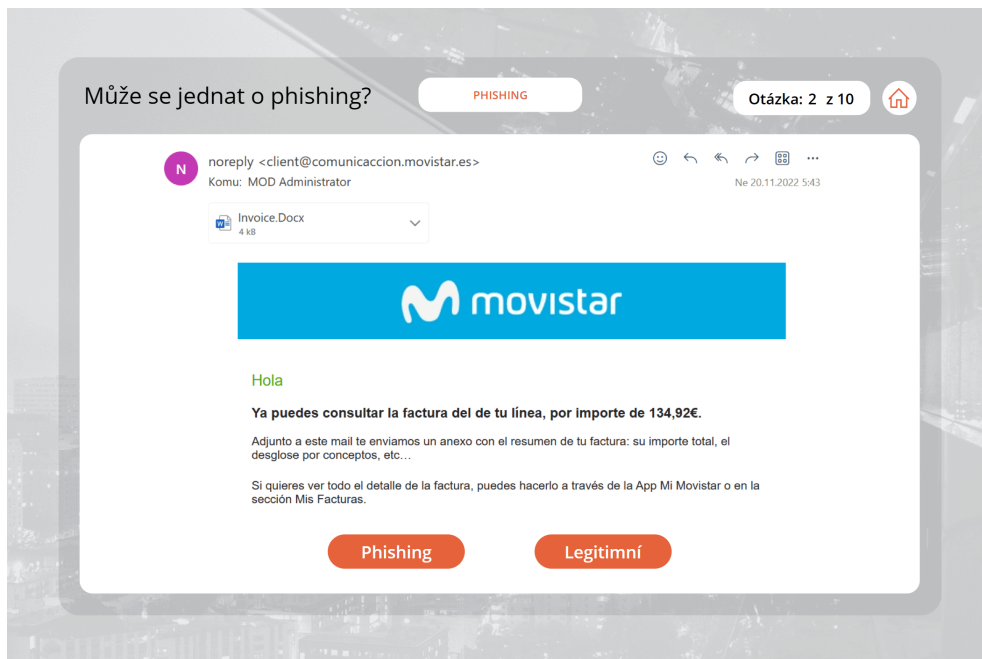 Může se jednat o phishing?
PHISHING
Otázka: 2 z 10
N
noreply <client@comunicaccion.movistar.es>
Komu: MOD Administrator
Ne 20.11.2022 5:43
Invoice.Docx
4 kB
movistar
Hola
Ya puedes consultar la factura del de tu línea, por importe de 134,92€.
Adjunto a este mail te enviamos un anexo con el resumen de tu factura: su importe total, el
desglose por conceptos, etc…
Si quieres ver todo el detalle de la factura, puedes hacerlo a través de la App Mi Movistar o en la
sección Mis Facturas.
Phishing
Legitimní